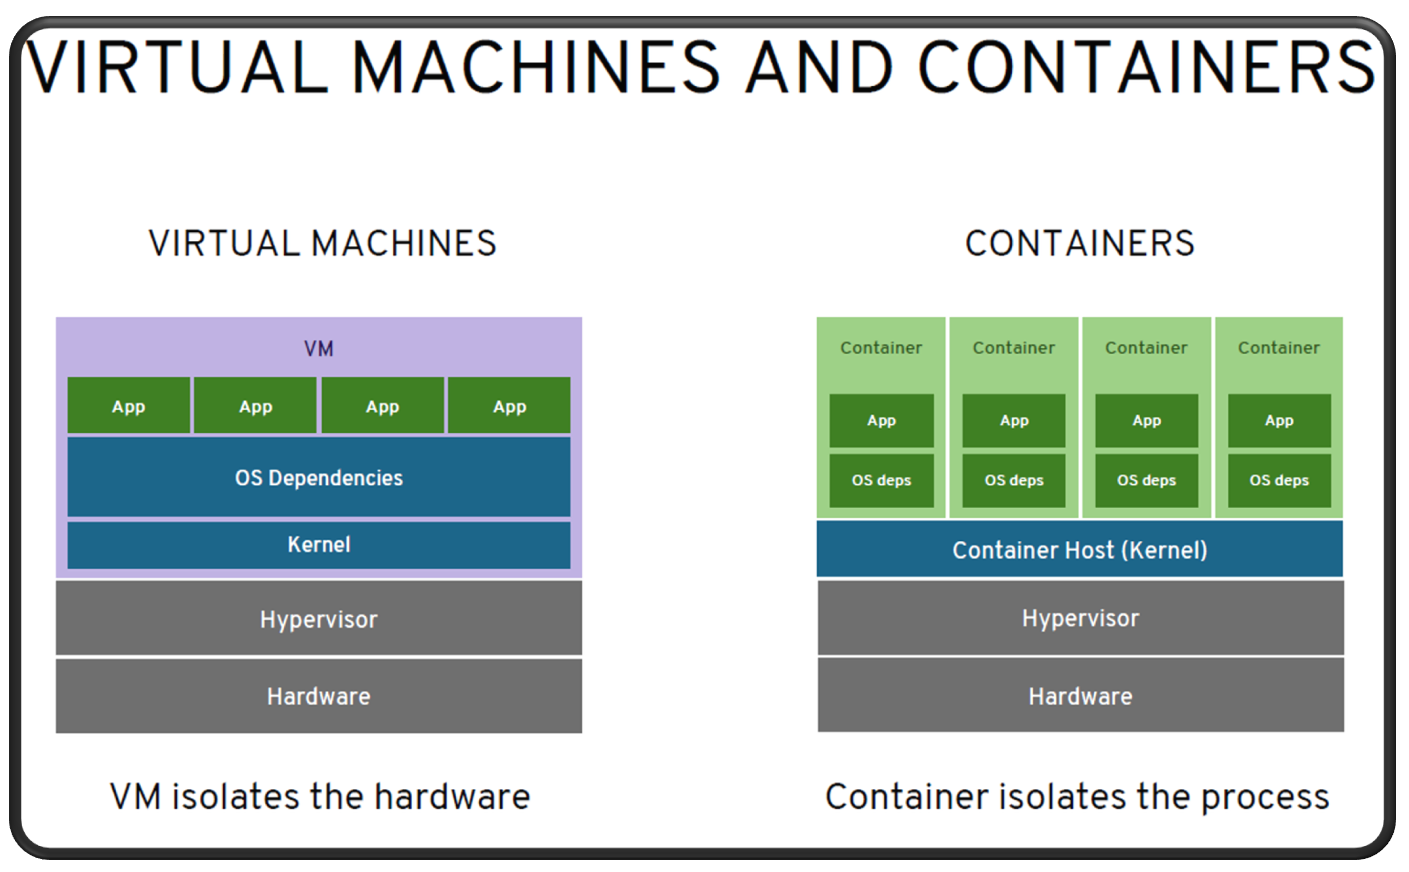 VIRTUAL MACHINES AND CONTAINERS
VIRTUAL MACHINES
VM
App App App App
OS Dependencies
Kernel
Hypervisor
Hardware
VM isolates the hardware
CONTAINERS
Container Container Container Container
App App App App
OS deps OS deps OS deps OS deps
Container Host (Kernel)
Hypervisor
Hardware
Container isolates the process